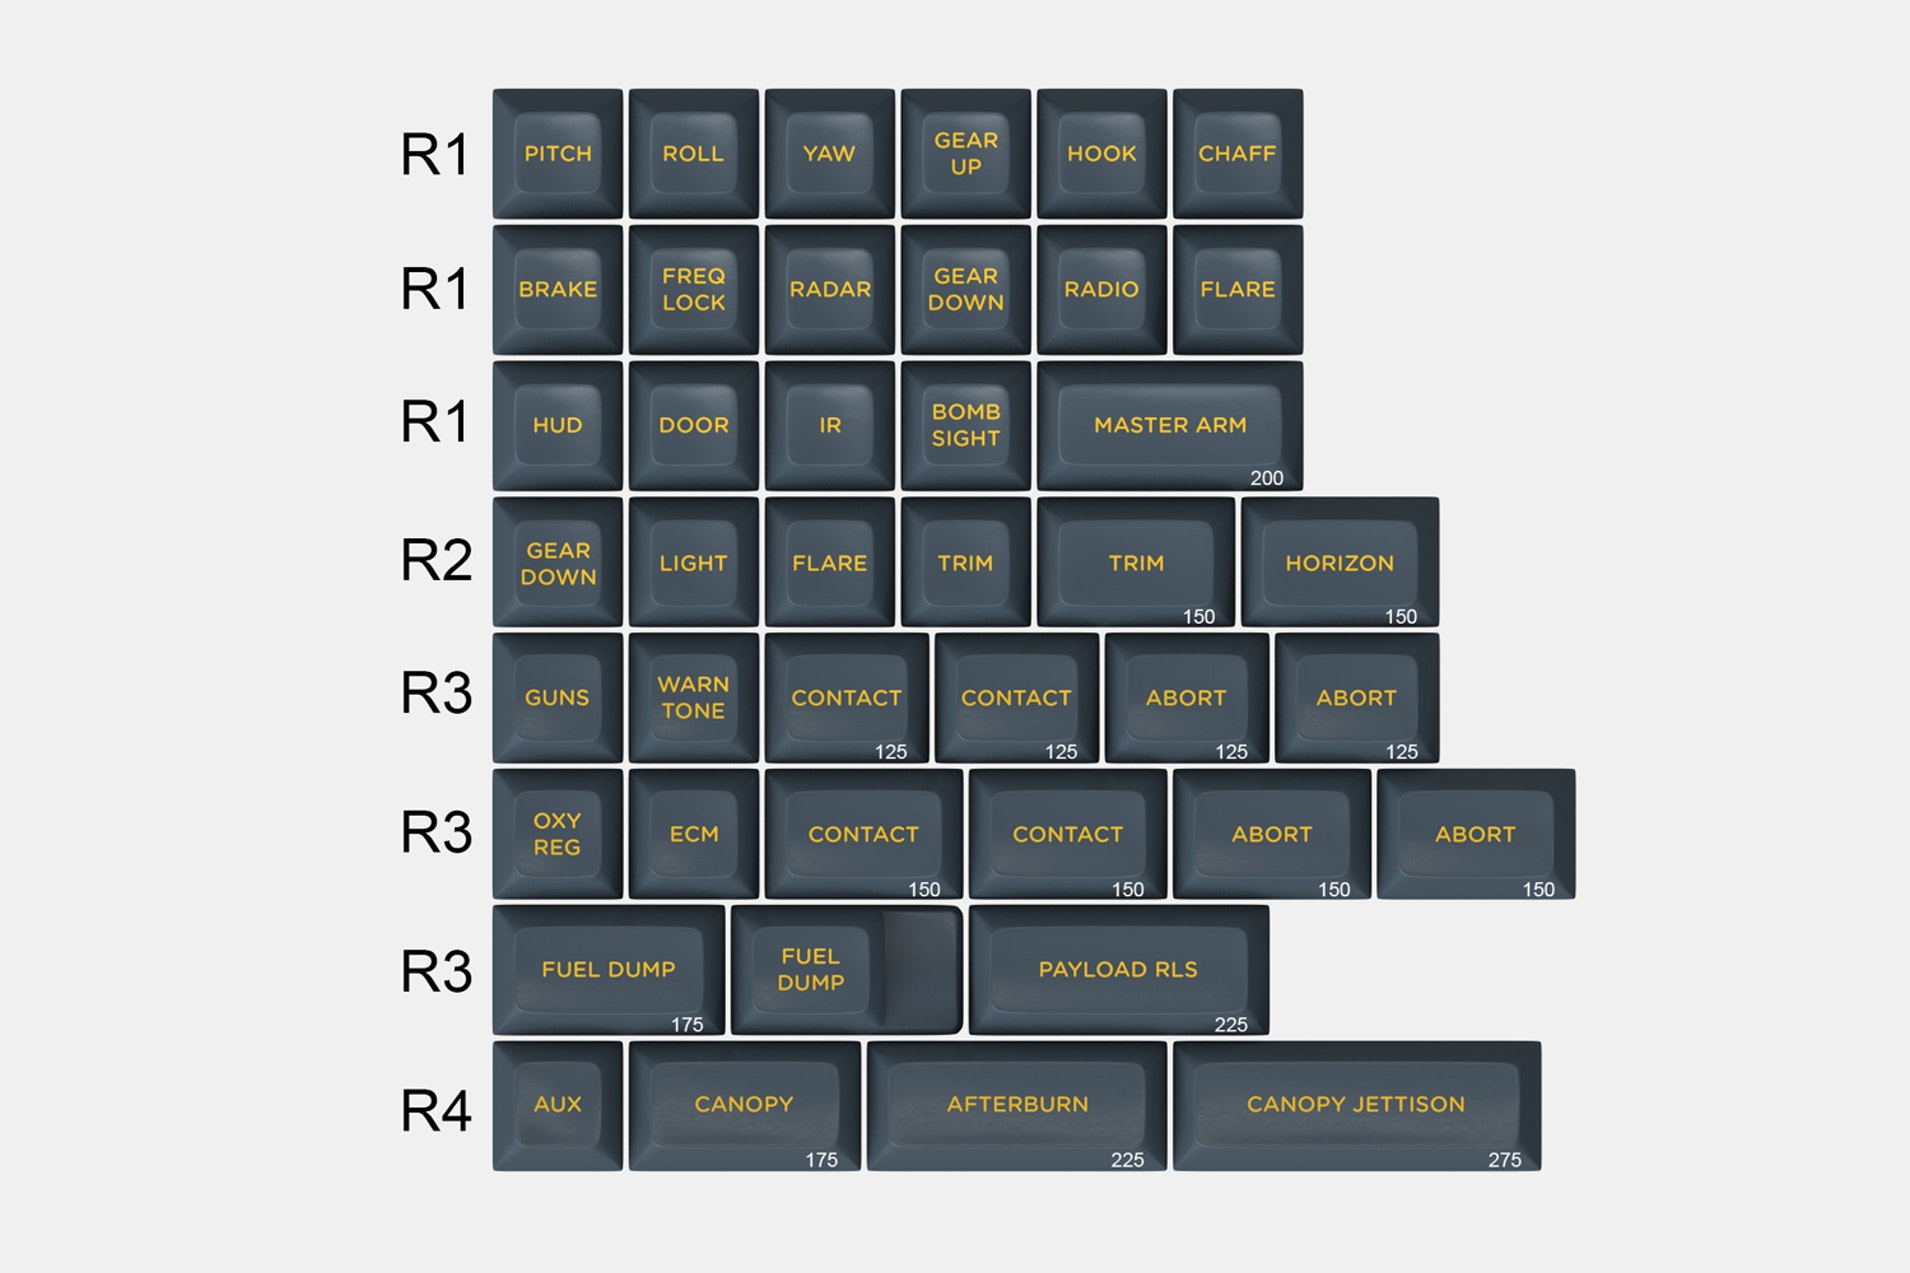 R1 PITCH ROLL YAW GEAR UP HOOK CHAFF
R1 BRAKE FREQ LOCK RADAR GEAR DOWN RADIO FLARE
R1 HUD DOOR IR BOMB SIGHT MASTER ARM 200
R2 GEAR DOWN LIGHT FLARE TRIM TRIM 150 HORIZON 150
R3 GUNS WARN TONE CONTACT 125 CONTACT 125 ABORT 125 ABORT 125
R3 OXY REG ECM CONTACT 150 CONTACT 150 ABORT 150 ABORT 150
R3 FUEL DUMP 175 FUEL DUMP PAYLOAD RLS 225
R4 AUX CANOPY 175 AFTERBURN 225 CANOPY JETTISON 275